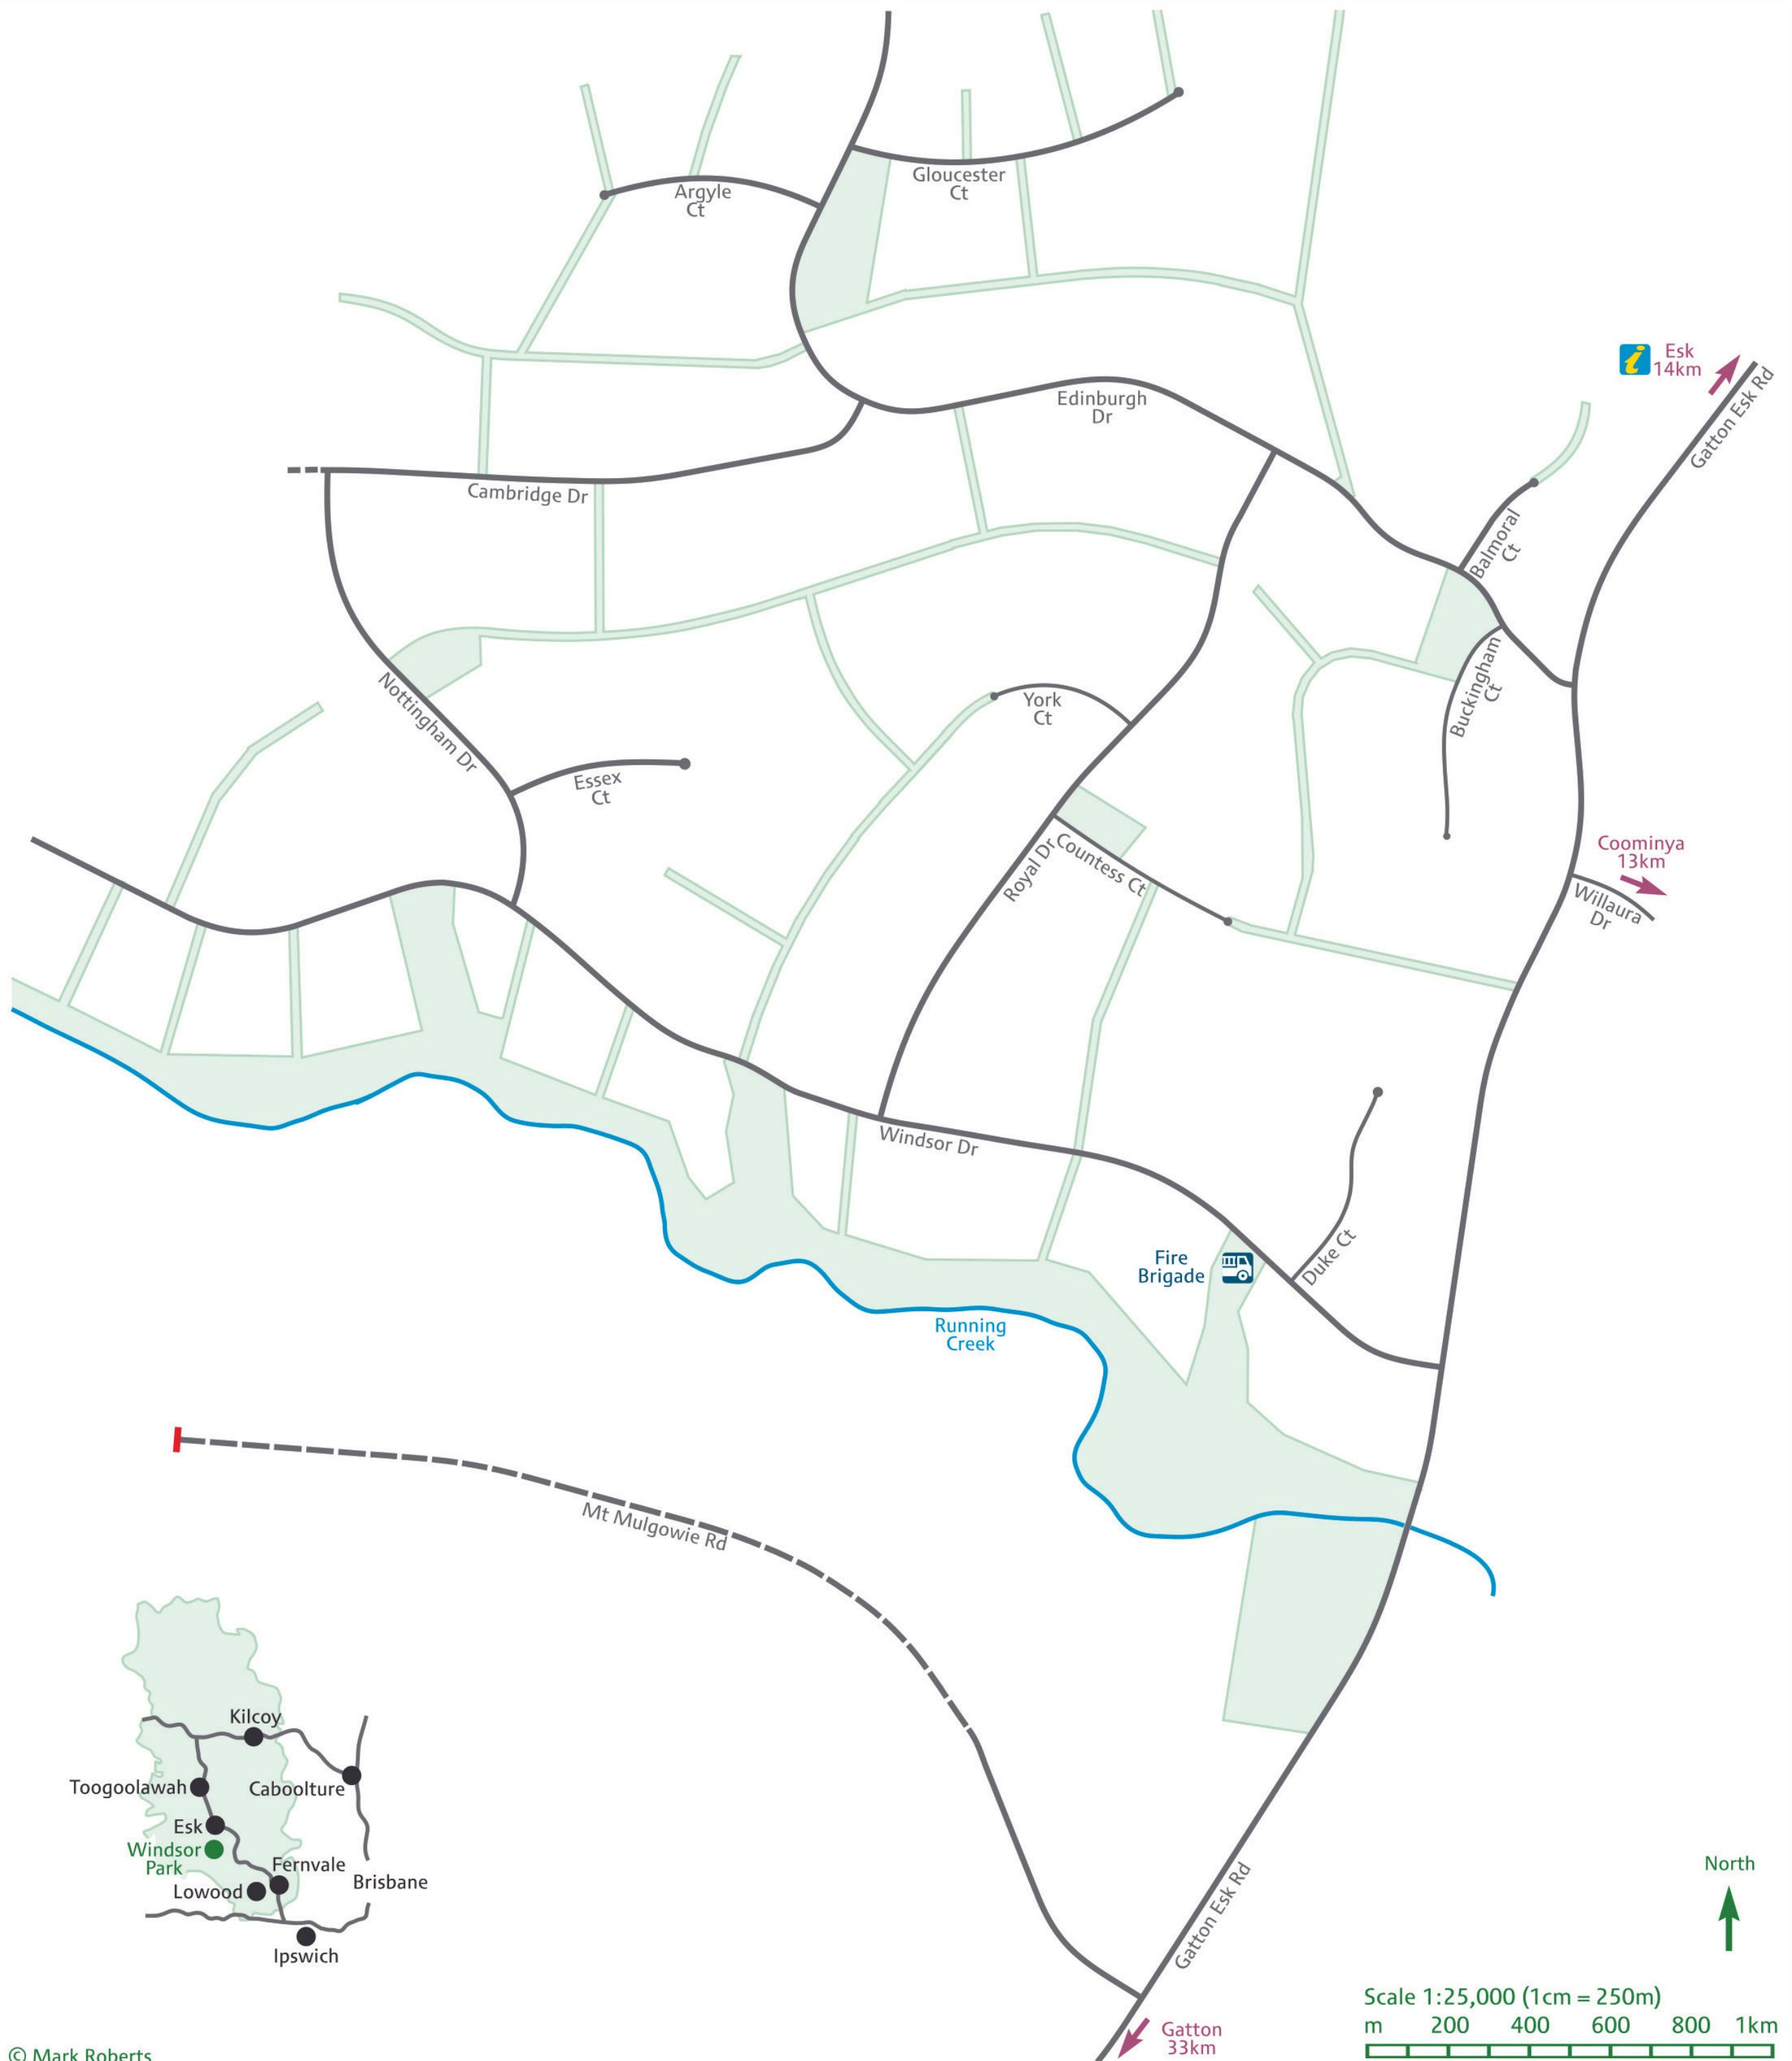 Argyle
Ct
Gloucester
Ct
Edinburgh
Dr
Esk
14km
Gatton Esk Rd
Cambridge Dr
Balmoral
Ct
Buckingham
Ct
Nottingham Dr
York
Ct
Essex
Ct
Royal Dr
Countess Ct
Coominya
13km
Willaura
Dr
Windsor Dr
Duke Ct
Fire
Brigade
Running
Creek
Mt Mulgowie Rd
Kilcoy
Toogoolawah
Caboolture
Esk
Windsor
Park
Fernvale
Lowood
Brisbane
Ipswich
Gatton Esk Rd
North
Scale 1:25,000 (1cm = 250m)
m 200 400 600 800 1km
Gatton
33km
© Mark Roberts